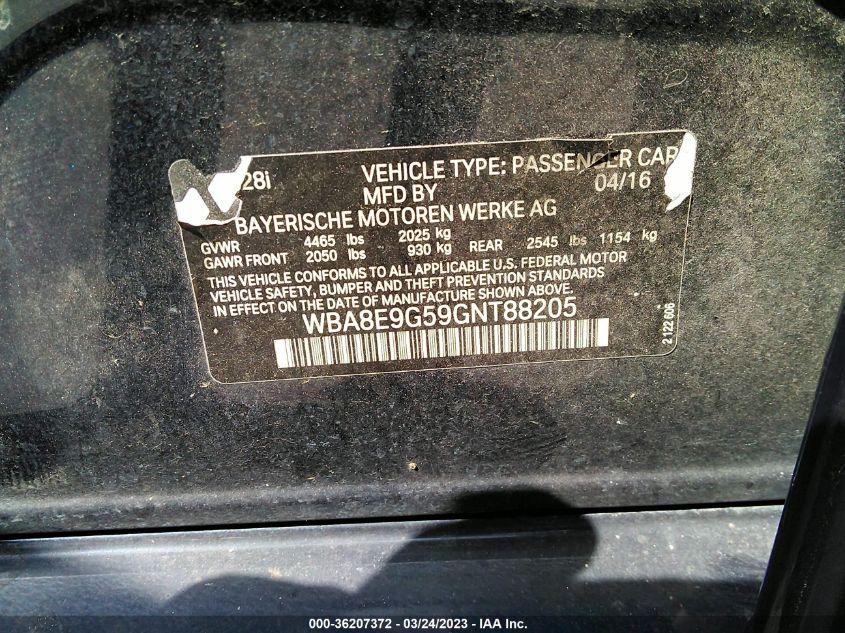 28i
VEHICLE TYPE: PASSENGER CAR
MFD BY 04/16
BAYERISCHE MOTOREN WERKE AG
GVWR 4465 lbs 2025 kg
GAWR FRONT 2050 lbs 930 kg REAR 2545 lbs 1154 kg
THIS VEHICLE CONFORMS TO ALL APPLICABLE U.S. FEDERAL MOTOR
VEHICLE SAFETY, BUMPER AND THEFT PREVENTION STANDARDS
IN EFFECT ON THE DATE OF MANUFACTURE SHOWN ABOVE.
WBA8E9G59GNT88205
2 122 606
000-36207372 - 03/24/2023 - IAA Inc.